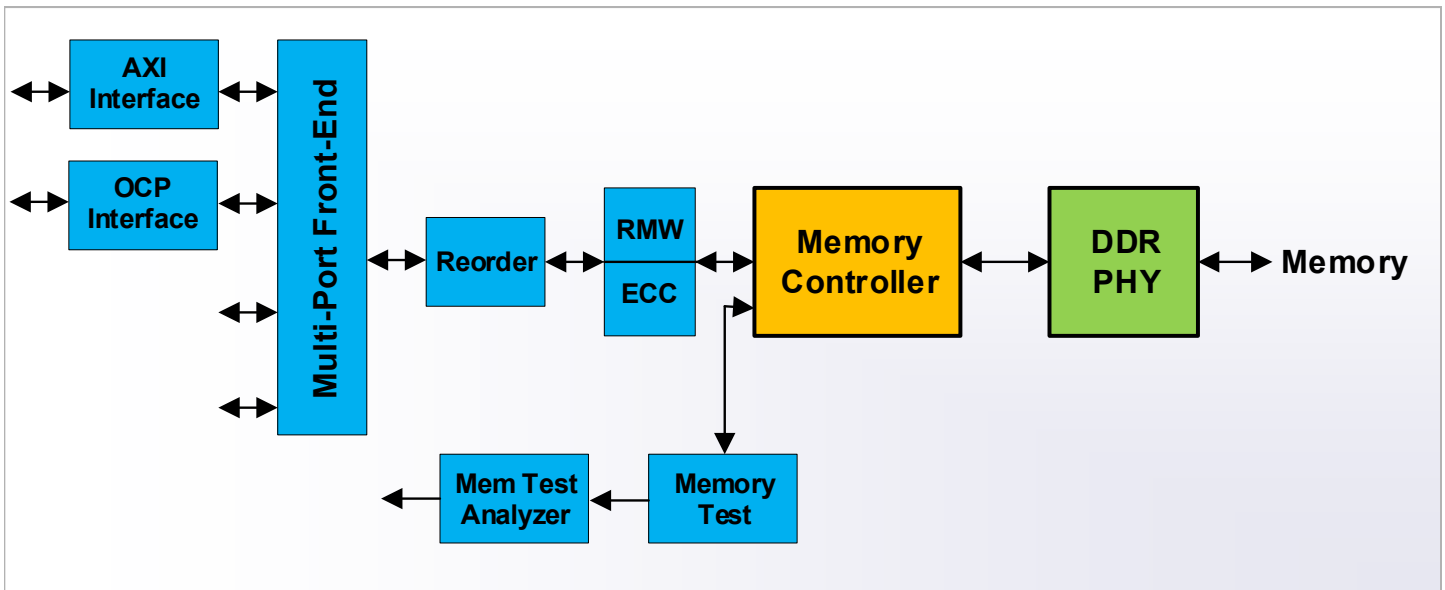 AXI
Interface
OCP
Interface
Multi-Port Front-End
Reorder
RMW
ECC
Memory
Controller
DDR
PHY
Memory
Mem Test
Analyzer
Memory
Test